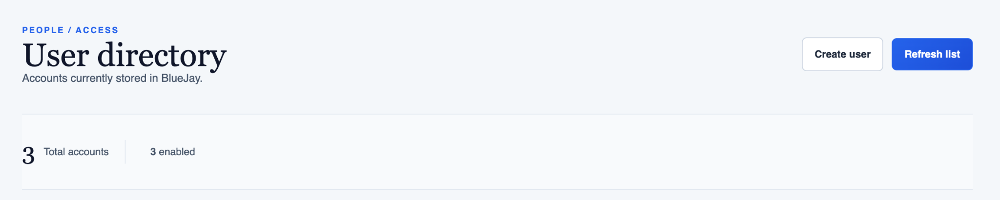 PEOPLE / ACCESS
User directory
Accounts currently stored in BlueJay.
Create user
Refresh list
3 Total accounts
3 enabled